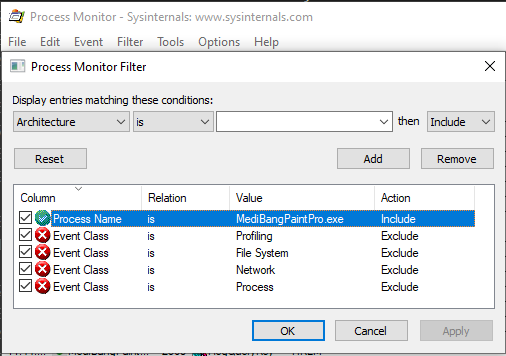 Process Monitor - Sysinternals: www.sysinternals.com
File Edit Event Filter Tools Options Help
Process Monitor Filter
Display entries matching these conditions:
Architecture is then Include
Reset Add Remove
Column Relation Value Action
Process Name is MediBangPaintPro.exe Include
Event Class is Profiling Exclude
Event Class is File System Exclude
Event Class is Network Exclude
Event Class is Process Exclude
OK Cancel Apply